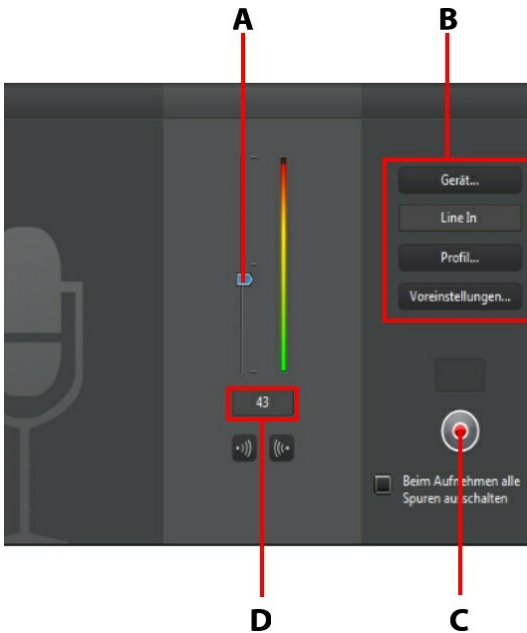 A
B
Gerät...
Line In
Profil...
Voreinstellungen...
43
Beim Aufnehmen alle
Spuren ausschalten
D
C